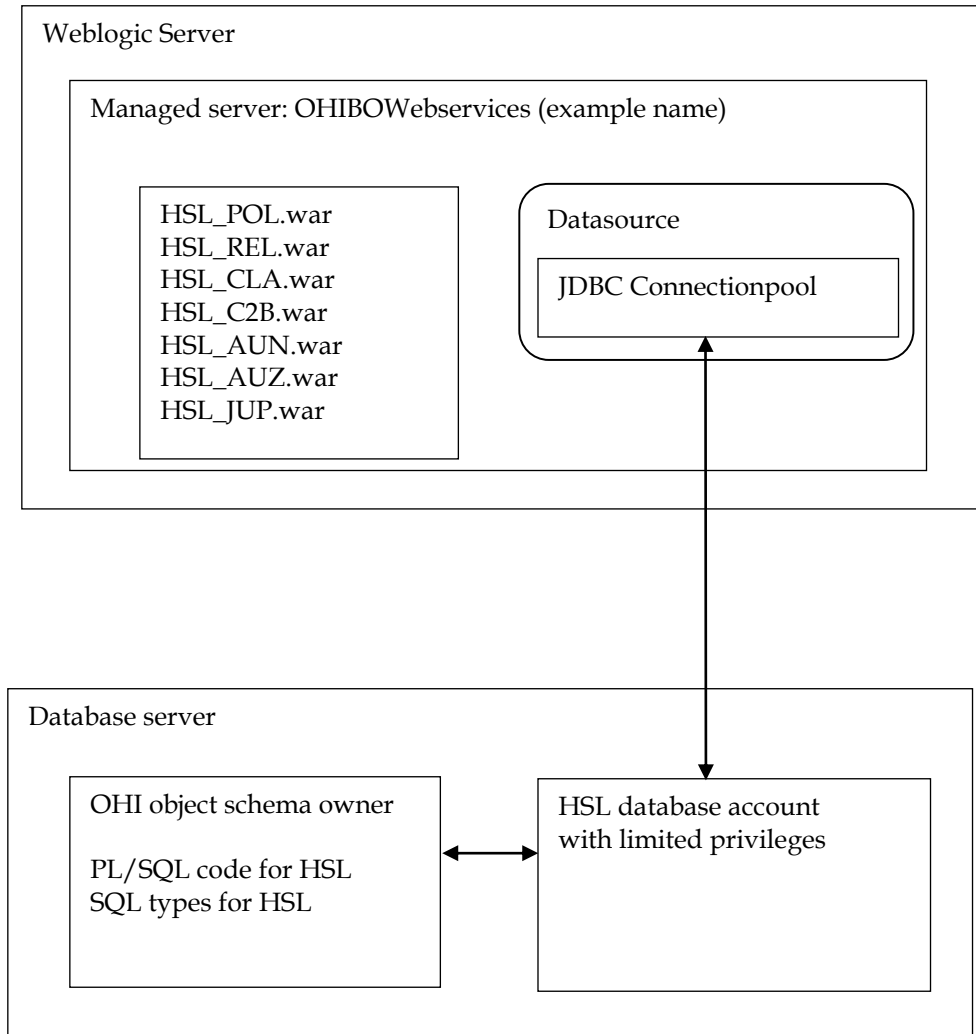 Weblogic Server
Managed server: OHIBOWebservices (example name)
HSL_POL.war
HSL_REL.war
HSL_CLA.war
HSL_C2B.war
HSL_AUN.war
HSL_AUZ.war
HSL_JUP.war
Datasource
JDBC Connectionpool
Database server
OHI object schema owner
PL/SQL code for HSL
SQL types for HSL
HSL database account
with limited privileges